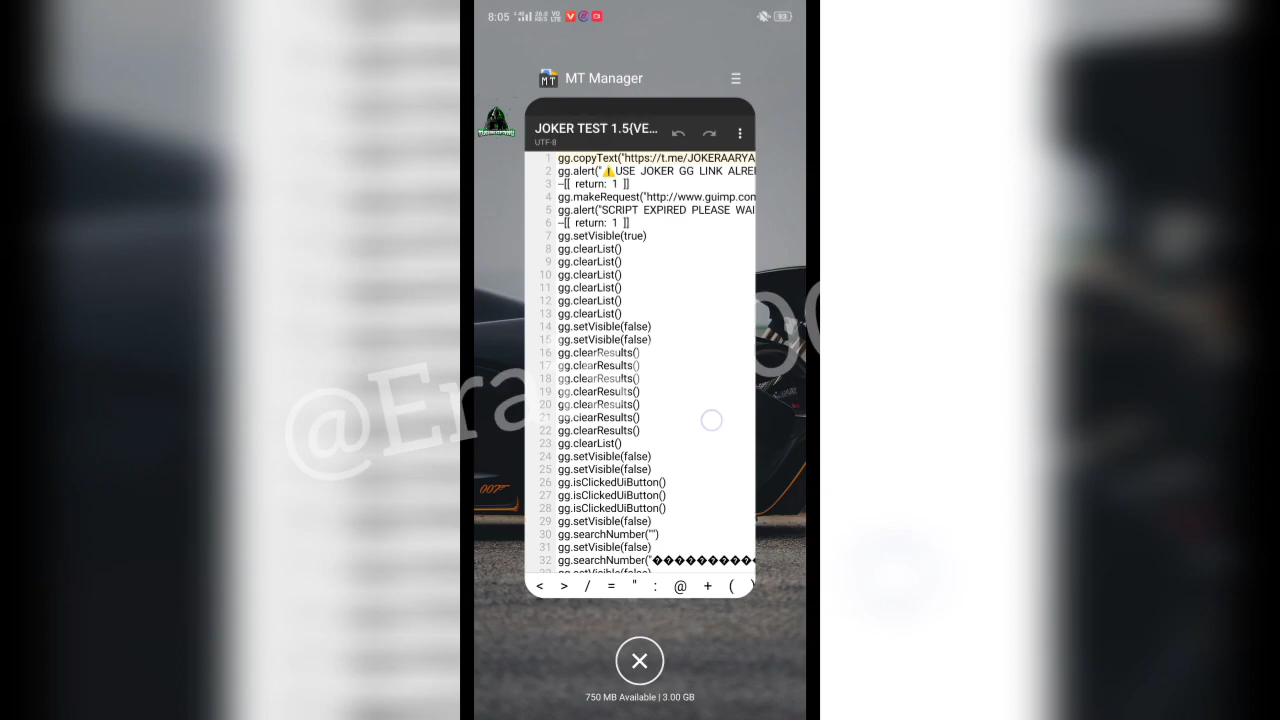 8:05
93
MT Manager
JOKER TEST 1.5{VE...
UTF-8
1 gg.copyText("https://t.me/JOKERAARYA
2 gg.alert("⚠️USE JOKER GG LINK ALRE
3 --[[ return: 1 ]]
4 gg.makeRequest("http://www.guimp.con
5 gg.alert("SCRIPT EXPIRED PLEASE WAI
6 --[[ return: 1 ]]
7 gg.setVisible(true)
8 gg.clearList()
9 gg.clearList()
10 gg.clearList()
11 gg.clearList()
12 gg.clearList()
13 gg.clearList()
14 gg.setVisible(false)
15 gg.setVisible(false)
16 gg.clearResults()
17 gg.clearResults()
18 gg.clearResults()
19 gg.clearResults()
20 gg.clearResults()
21 gg.clearResults()
22 gg.clearResults()
23 gg.clearList()
24 gg.setVisible(false)
25 gg.setVisible(false)
26 gg.isClickedUiButton()
27 gg.isClickedUiButton()
28 gg.isClickedUiButton()
29 gg.setVisible(false)
30 gg.searchNumber("")
31 gg.setVisible(false)
32 gg.searchNumber("���������
< > / = " : @ + ( )
@Era
007
750 MB Available | 3.00 GB